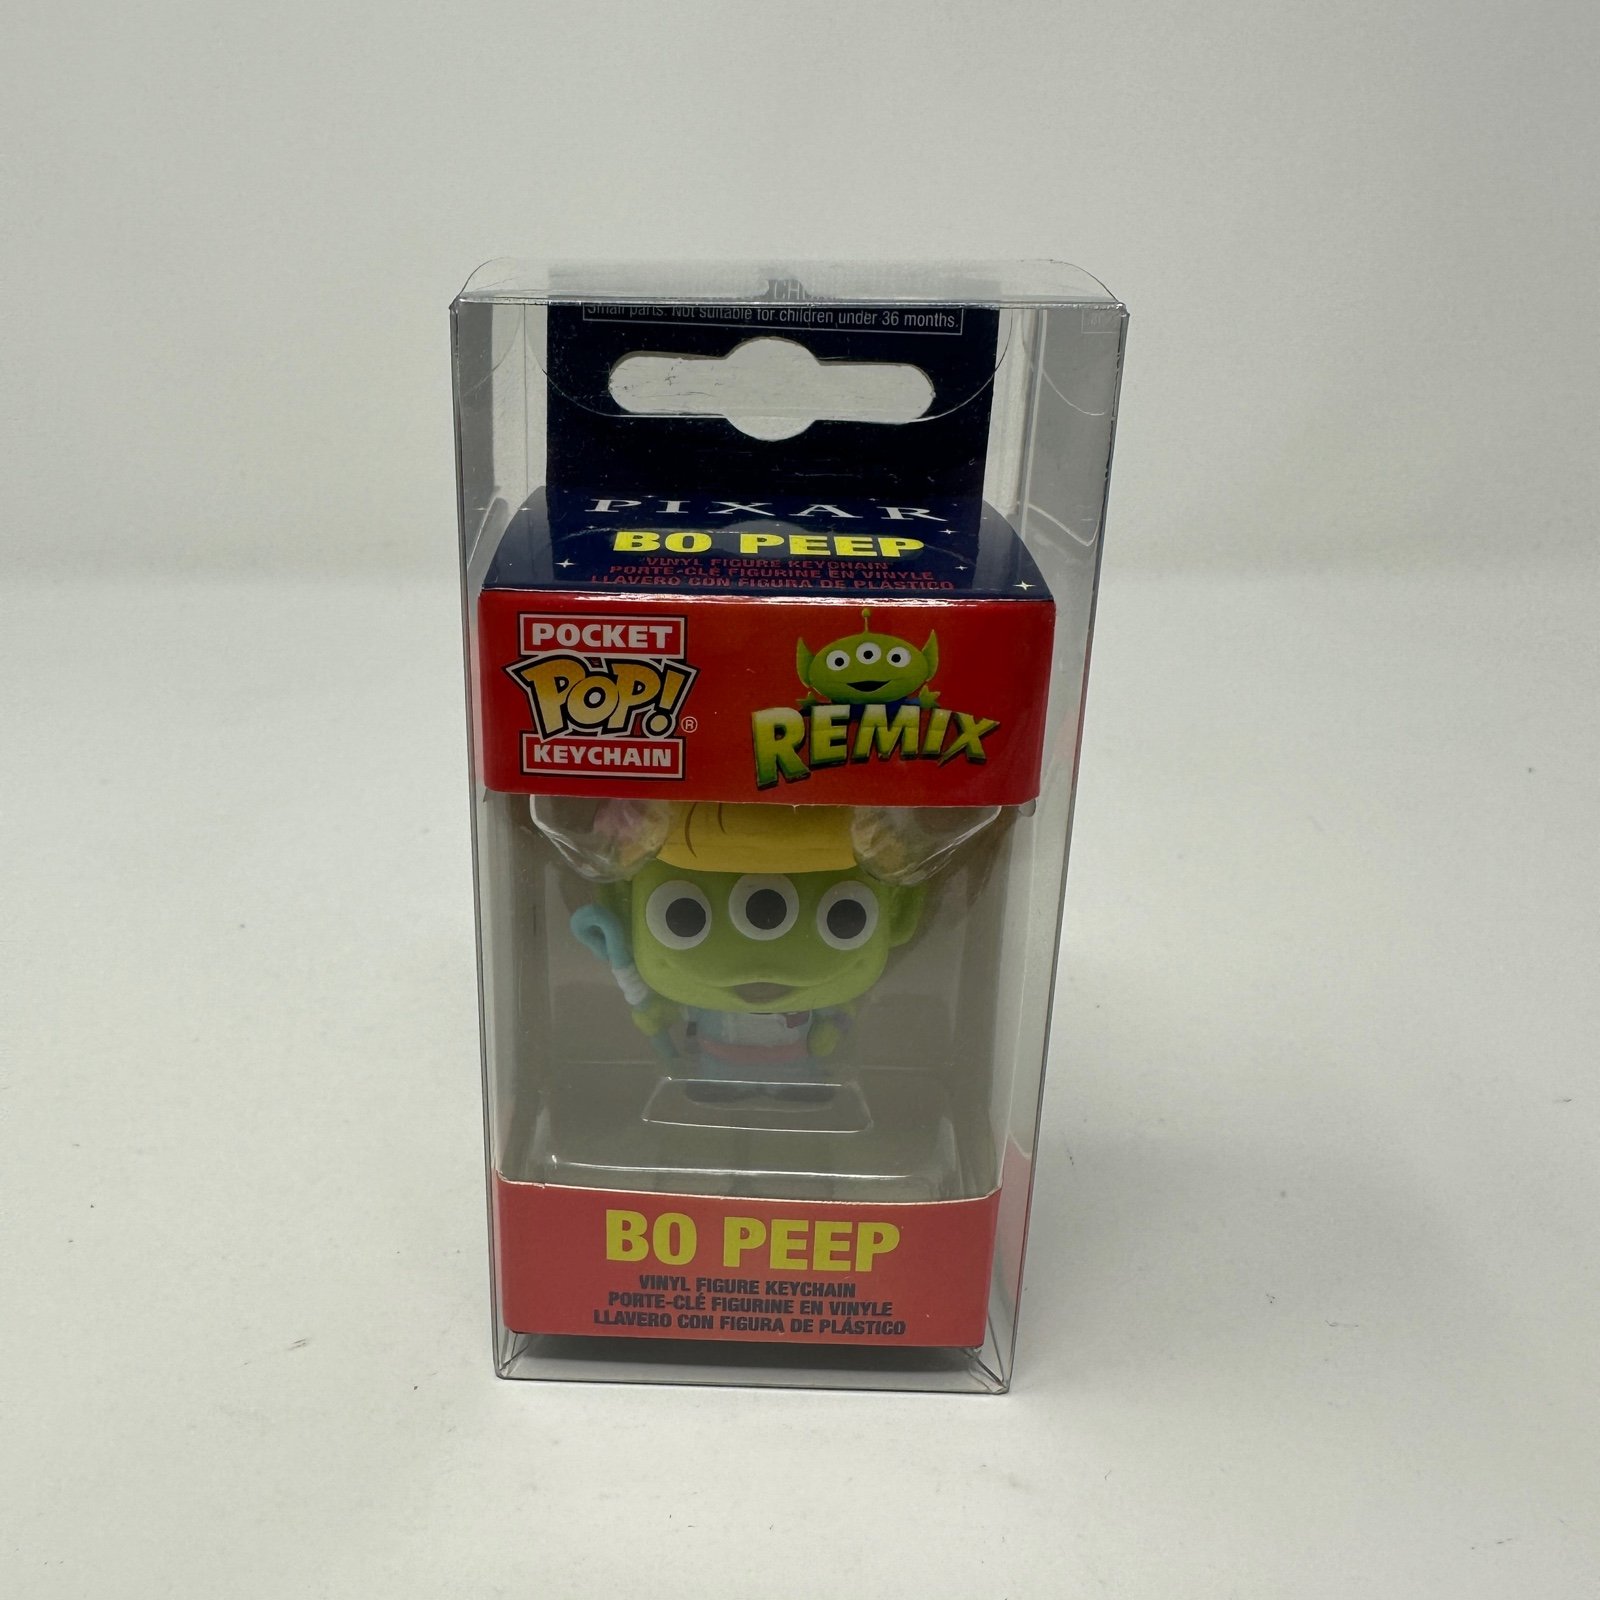 Small parts. Not suitable for children under 36 months.
PIXAR
BO PEEP
VINYL FIGURE KEYCHAIN
PORTE-CLÉ FIGURINE EN VINYLE
LLAVERO CON FIGURA DE PLÁSTICO
POCKET
POP!®
KEYCHAIN
REMIX
BO PEEP
VINYL FIGURE KEYCHAIN
PORTE-CLÉ FIGURINE EN VINYLE
LLAVERO CON FIGURA DE PLÁSTICO